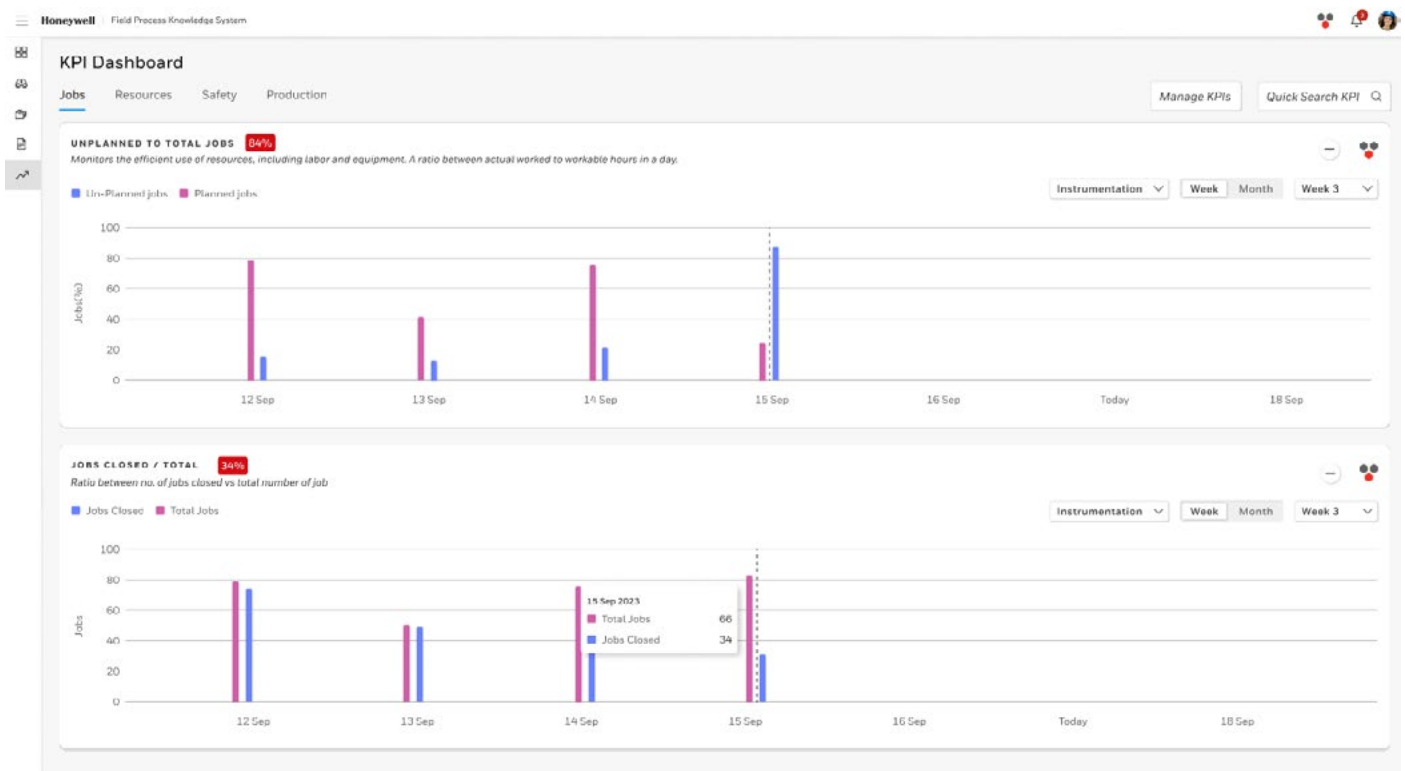 Honeywell Field Process Knowledge System
3
KPI Dashboard
Jobs Resources Safety Production
Manage KPIs
Quick Search KPI
UNPLANNED TO TOTAL JOBS 84%
Monitors the efficient use of resources, including labor and equipment. A ratio between actual worked to workable hours in a day.
Un-Planned jobs Planned jobs
Instrumentation Week Month Week 3
100
80
60
40
20
0
Jobs(%)
12 Sep 13 Sep 14 Sep 15 Sep 16 Sep Today 18 Sep
JOBS CLOSED / TOTAL 34%
Ratio between no. of jobs closed vs total number of job
Jobs Closed Total Jobs
Instrumentation Week Month Week 3
100
80
60
40
20
0
Jobs
15 Sep 2023
Total Jobs 66
Jobs Closed 34
12 Sep 13 Sep 14 Sep 15 Sep 16 Sep Today 18 Sep